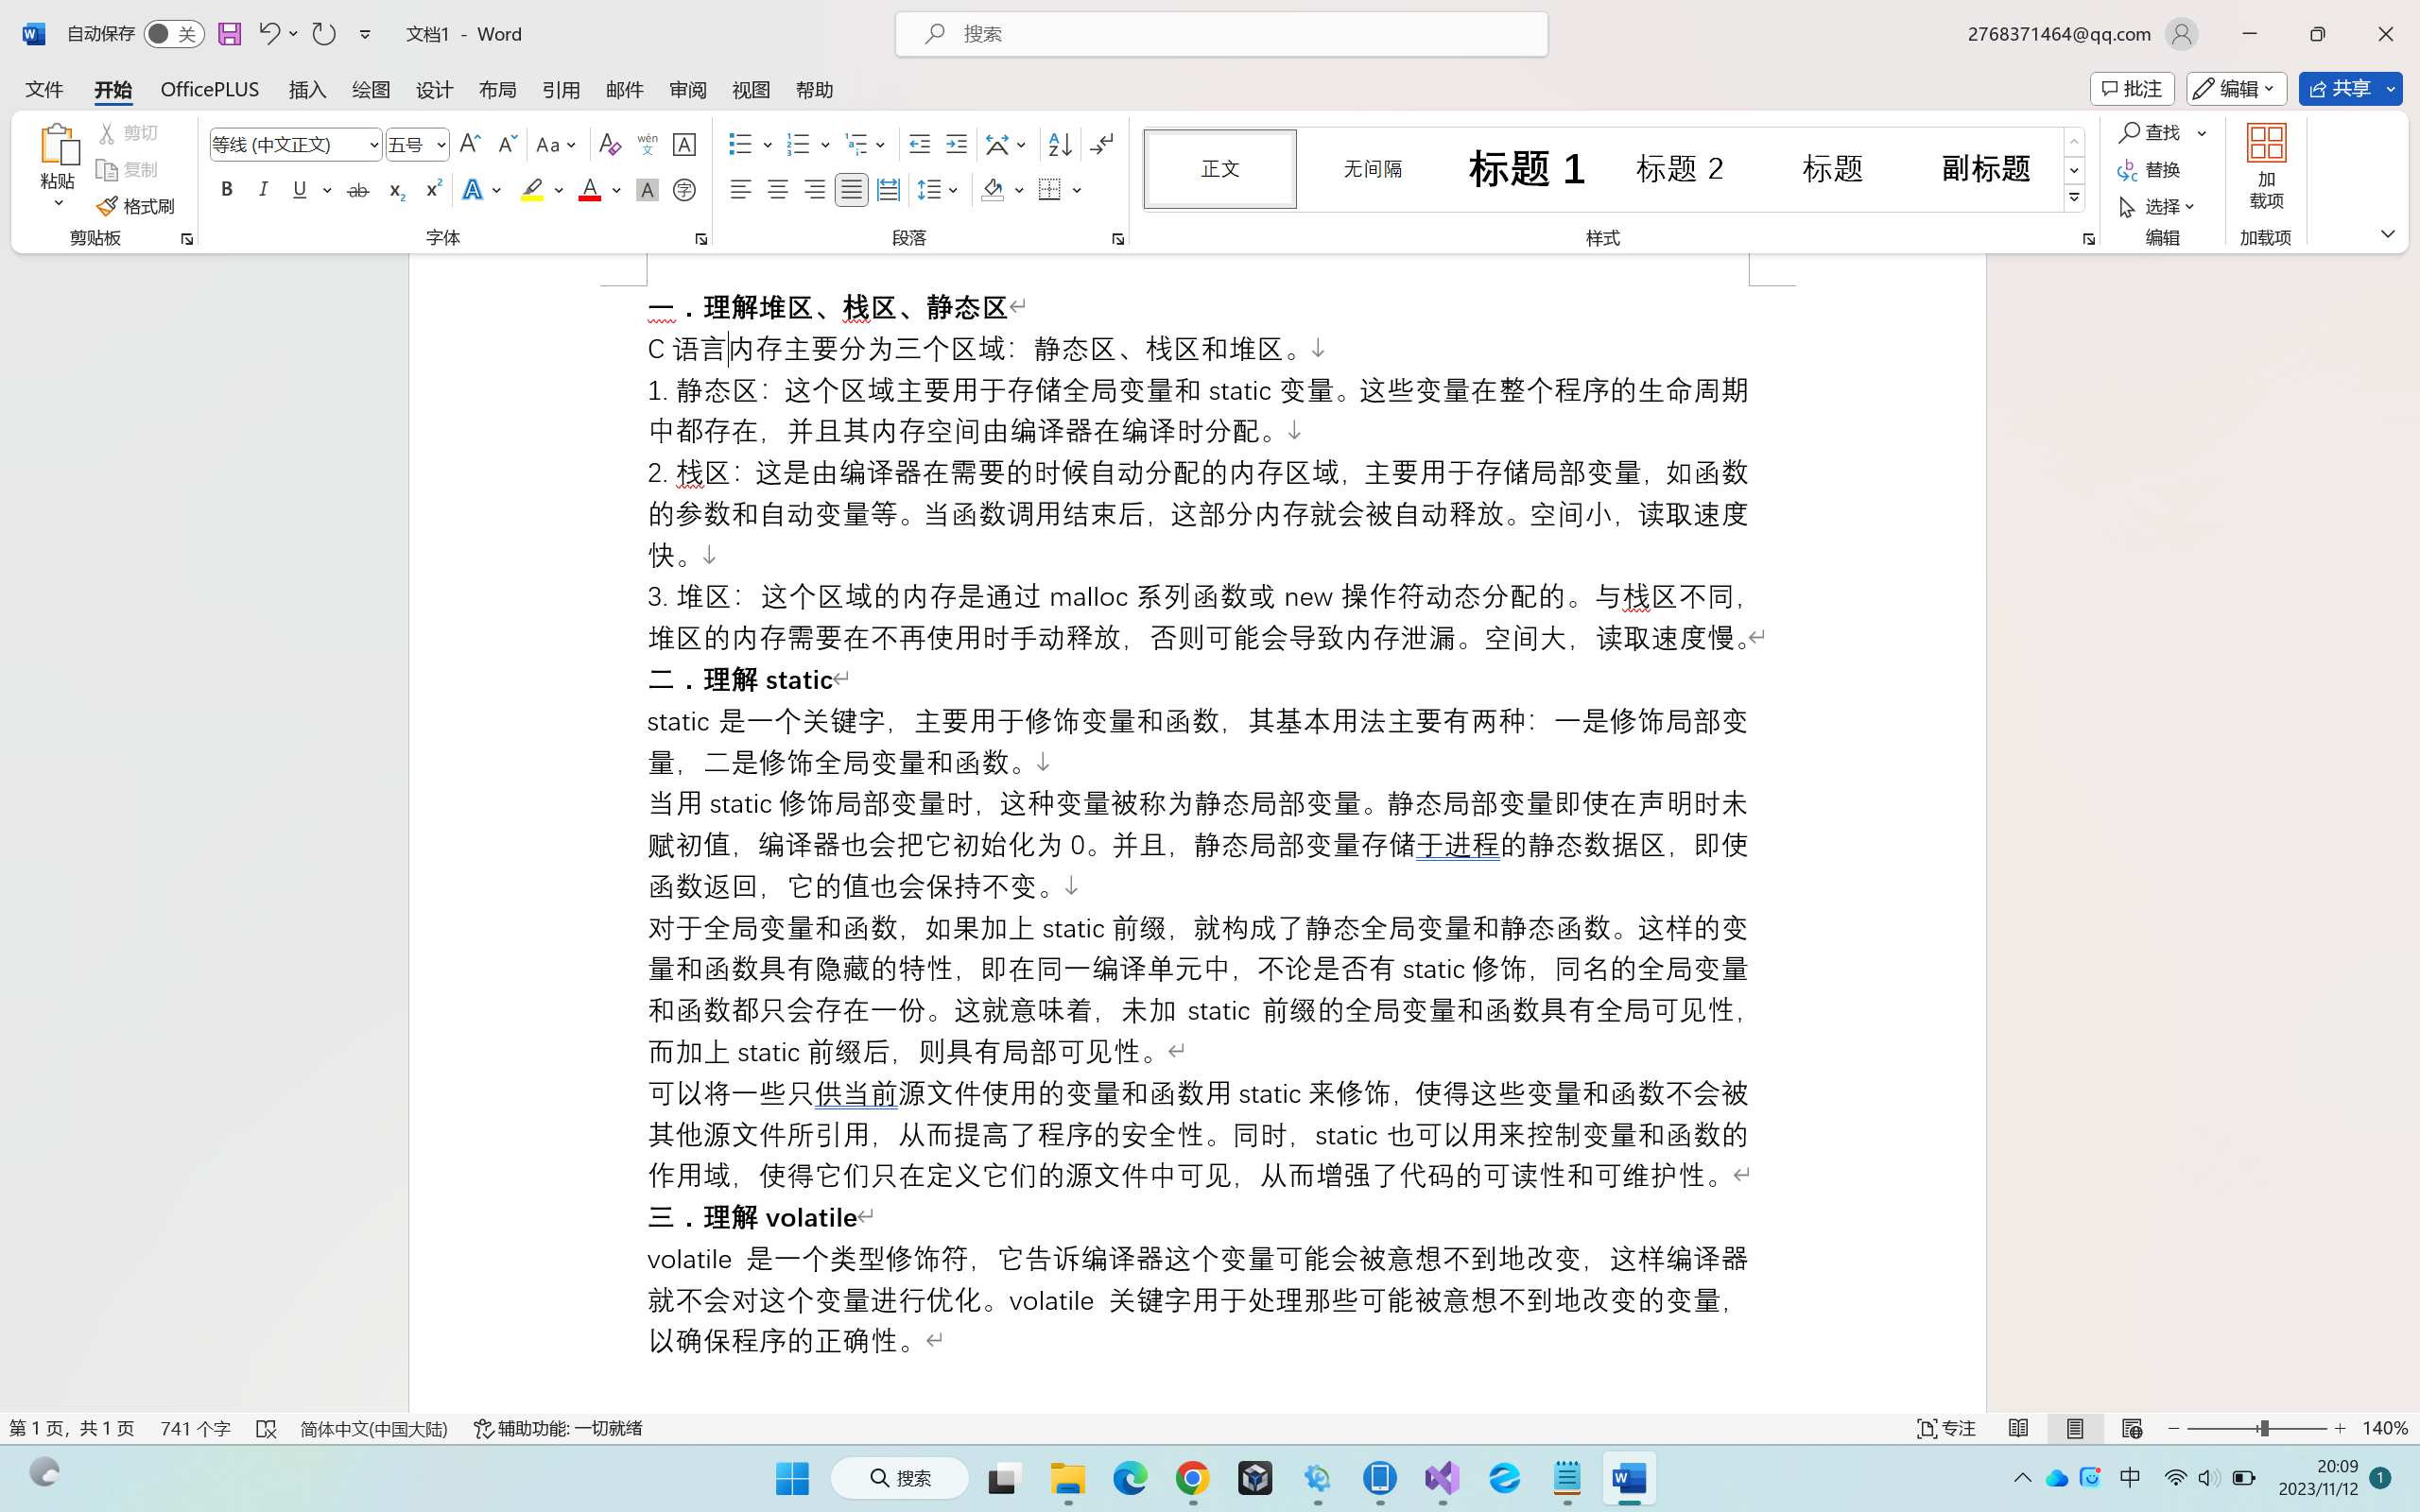 自动保存 关 文档1 - Word 搜索 2768371464@qq.com
文件 开始 OfficePLUS 插入 绘图 设计 布局 引用 邮件 审阅 视图 帮助 批注 编辑 共享
粘贴 剪切 复制 格式刷 剪贴板
等线 (中文正文) 五号 Aa wén 文 A
B I U ab x₂ x² A A A 字 字体
段落
正文 无间隔 标题 1 标题 2 标题 副标题 样式
查找 替换 选择 编辑
加载项 加载项
一．理解堆区、栈区、静态区
C 语言内存主要分为三个区域：静态区、栈区和堆区。
1. 静态区：这个区域主要用于存储全局变量和 static 变量。这些变量在整个程序的生命周期
中都存在，并且其内存空间由编译器在编译时分配。
2. 栈区：这是由编译器在需要的时候自动分配的内存区域，主要用于存储局部变量，如函数
的参数和自动变量等。当函数调用结束后，这部分内存就会被自动释放。空间小，读取速度
快。
3. 堆区：这个区域的内存是通过 malloc 系列函数或 new 操作符动态分配的。与栈区不同，
堆区的内存需要在不再使用时手动释放，否则可能会导致内存泄漏。空间大，读取速度慢。
二．理解 static
static 是一个关键字，主要用于修饰变量和函数，其基本用法主要有两种：一是修饰局部变
量，二是修饰全局变量和函数。
当用 static 修饰局部变量时，这种变量被称为静态局部变量。静态局部变量即使在声明时未
赋初值，编译器也会把它初始化为 0。并且，静态局部变量存储于进程的静态数据区，即使
函数返回，它的值也会保持不变。
对于全局变量和函数，如果加上 static 前缀，就构成了静态全局变量和静态函数。这样的变
量和函数具有隐藏的特性，即在同一编译单元中，不论是否有 static 修饰，同名的全局变量
和函数都只会存在一份。这就意味着，未加 static 前缀的全局变量和函数具有全局可见性，
而加上 static 前缀后，则具有局部可见性。
可以将一些只供当前源文件使用的变量和函数用 static 来修饰，使得这些变量和函数不会被
其他源文件所引用，从而提高了程序的安全性。同时，static 也可以用来控制变量和函数的
作用域，使得它们只在定义它们的源文件中可见，从而增强了代码的可读性和可维护性。
三．理解 volatile
volatile 是一个类型修饰符，它告诉编译器这个变量可能会被意想不到地改变，这样编译器
就不会对这个变量进行优化。volatile 关键字用于处理那些可能被意想不到地改变的变量，
以确保程序的正确性。
第 1 页，共 1 页 741 个字 简体中文(中国大陆) 辅助功能: 一切就绪 专注 140%
搜索 中 20:09
2023/11/12 1